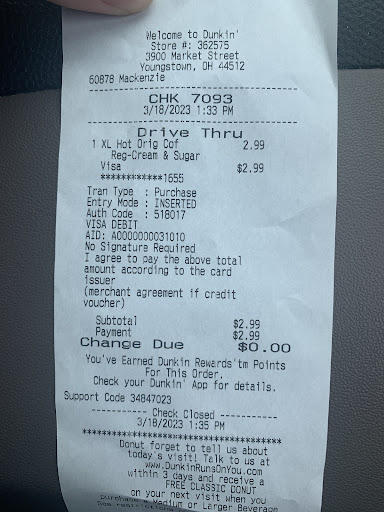 Welcome to Dunkin'
Store #: 362575
3900 Market Street
Youngstown, OH 44512
60878 Mackenzie
CHK 7093
3/18/2023 1:33 PM
Drive Thru
1 XL Hot Orig Cof 2.99
Reg-Cream & Sugar
Visa $2.99
************1655
Tran Type : Purchase
Entry Mode : INSERTED
Auth Code : 518017
VISA DEBIT
AID: A0000000031010
No Signature Required
I agree to pay the above total
amount according to the card
issuer
(merchant agreement if credit
voucher)
Subtotal $2.99
Payment $2.99
Change Due $0.00
You've Earned Dunkin Rewards'tm Points
For This Order.
Check your Dunkin' App for details.
Support Code 34847023
---------- Check Closed ----------
3/18/2023 1:35 PM
****************************************
Donut forget to tell us about
today's visit! Talk to us at
www.DunkinRunsOnYou.com
within 3 days and receive a
FREE CLASSIC DONUT
on your next visit when you
purchase Medium or Larger Beverage